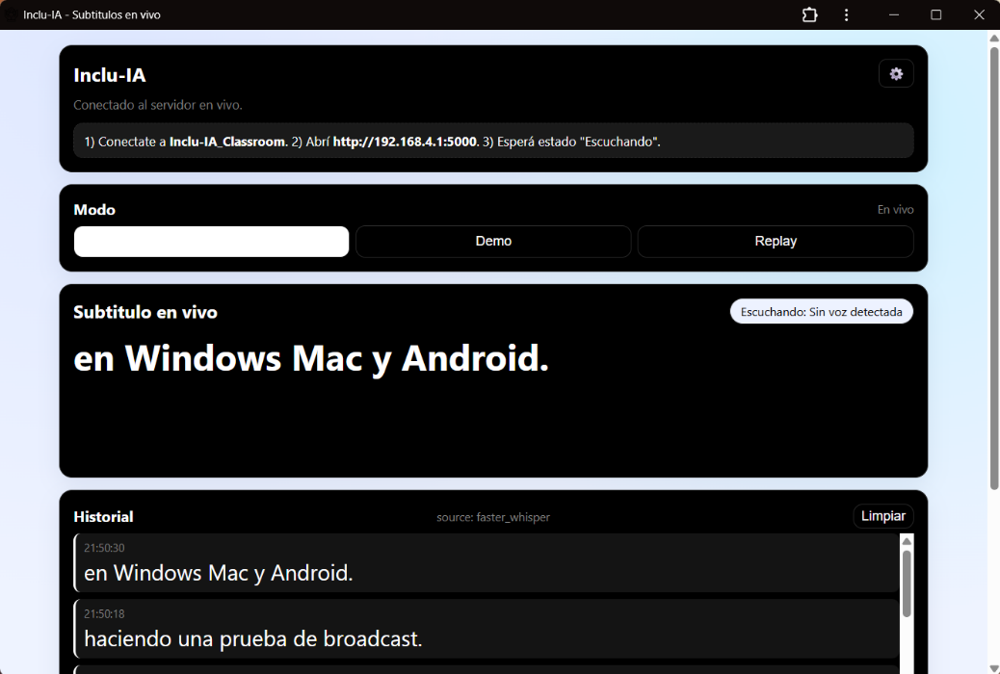 Inclu-IA - Subtitulos en vivo
Inclu-IA
Conectado al servidor en vivo.
1) Conectate a Inclu-IA_Classroom. 2) Abrí http://192.168.4.1:5000. 3) Esperá estado "Escuchando".
Modo
En vivo
Demo
Replay
Subtitulo en vivo
Escuchando: Sin voz detectada
en Windows Mac y Android.
Historial
source: faster_whisper
Limpiar
21:50:30
en Windows Mac y Android.
21:50:18
haciendo una prueba de broadcast.